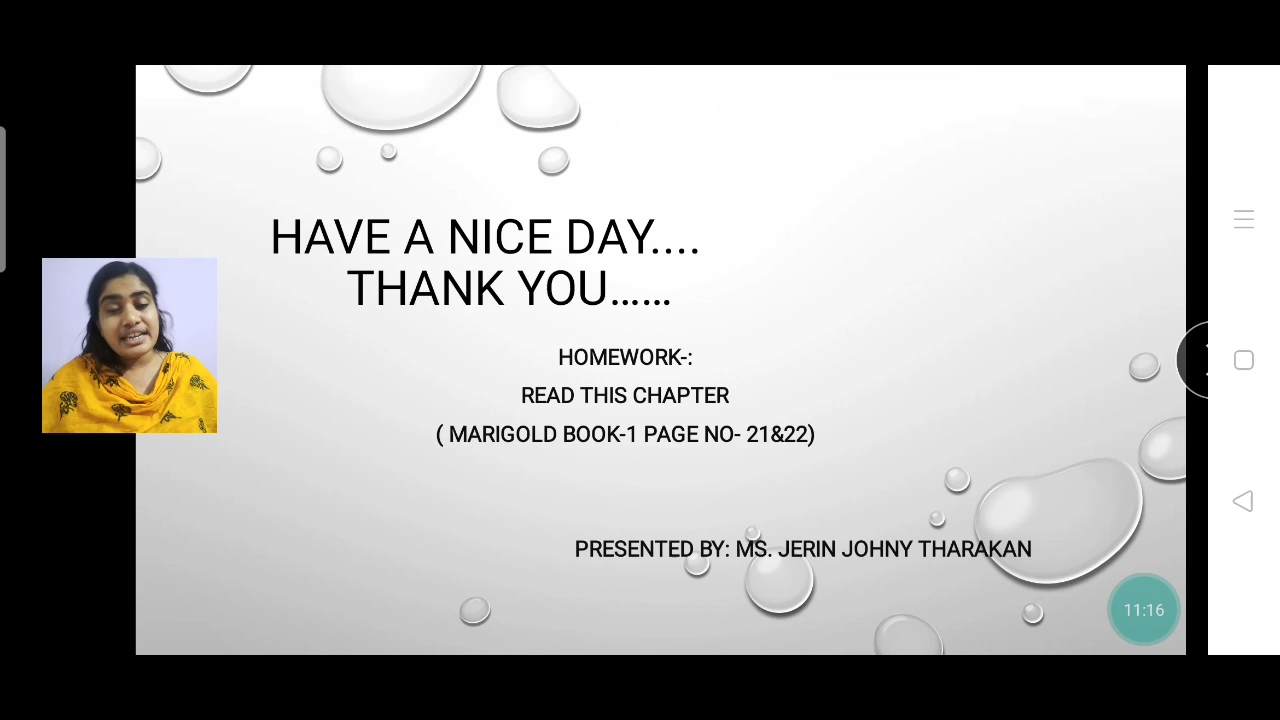 HAVE A NICE DAY....
THANK YOU……
HOMEWORK-:
READ THIS CHAPTER
( MARIGOLD BOOK-1 PAGE NO- 21&22)
PRESENTED BY: MS. JERIN JOHNY THARAKAN
11:16